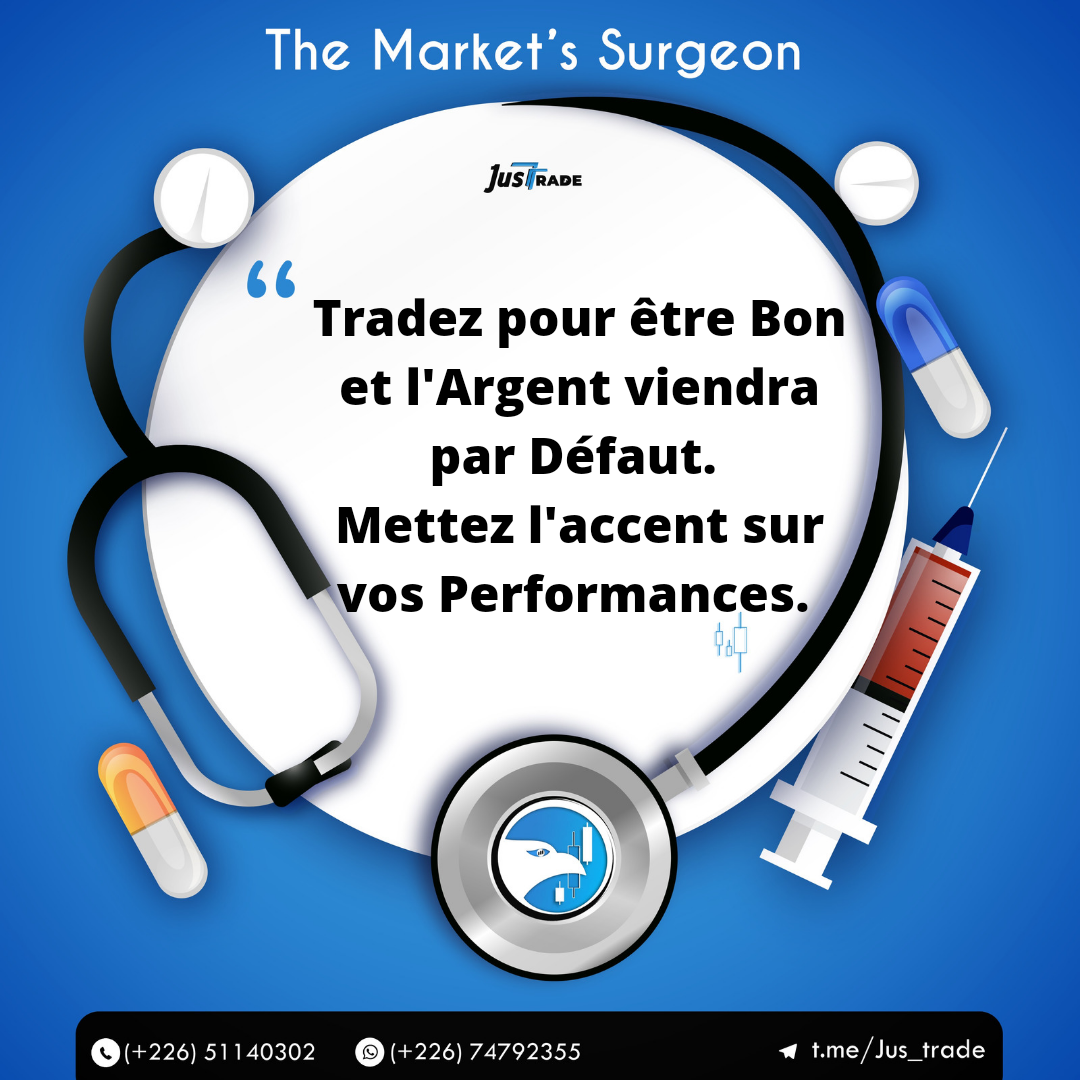 The Market's Surgeon
JusTrade
“
Tradez pour être Bon
et l'Argent viendra
par Défaut.
Mettez l'accent sur
vos Performances.
(+226) 51140302
(+226) 74792355
t.me/Jus_trade